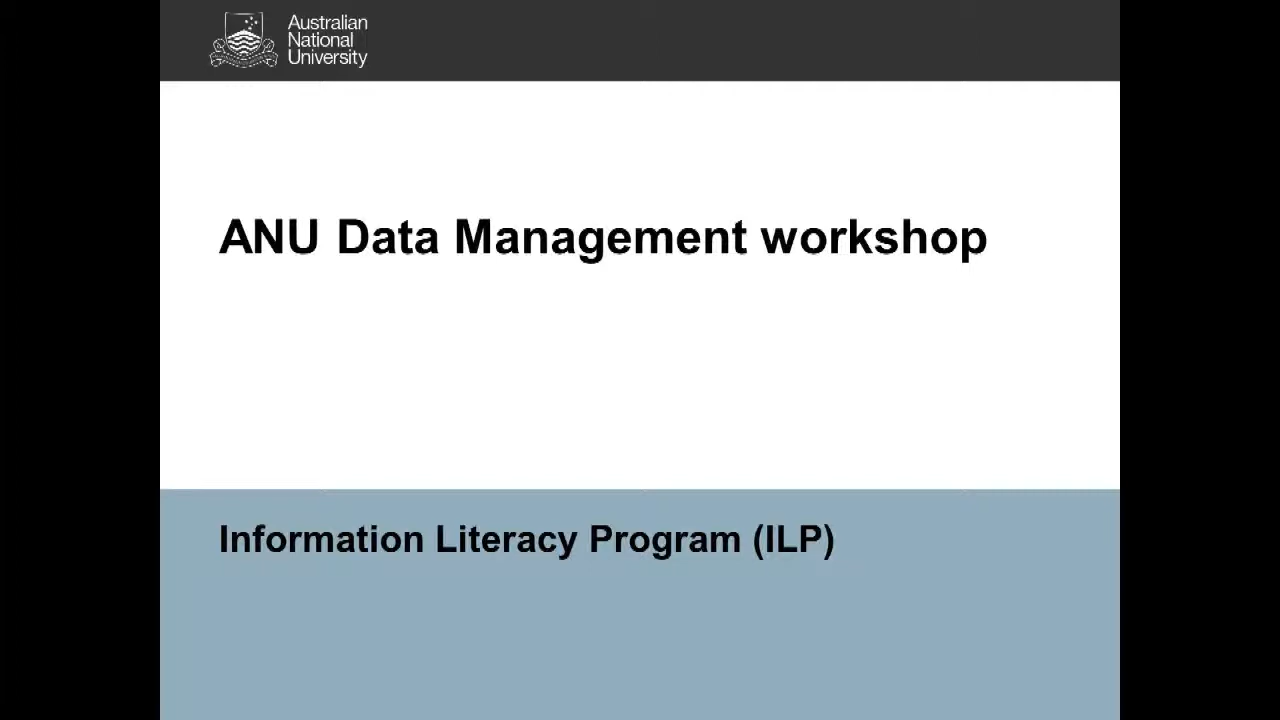 Australian
National
University
ANU Data Management workshop
Information Literacy Program (ILP)